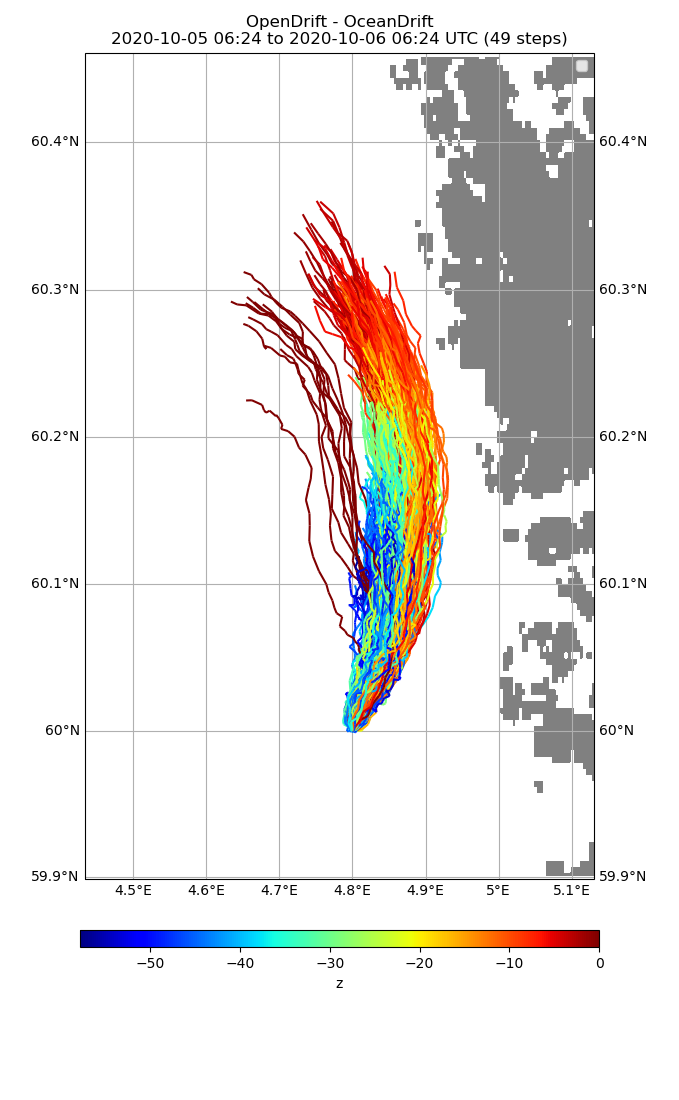 OpenDrift - OceanDrift
2020-10-05 06:24 to 2020-10-06 06:24 UTC (49 steps)
60.4°N 60.4°N
60.3°N 60.3°N
60.2°N 60.2°N
60.1°N 60.1°N
60°N 60°N
59.9°N 59.9°N
4.5°E 4.6°E 4.7°E 4.8°E 4.9°E 5°E 5.1°E
−50 −40 −30 −20 −10 0
z